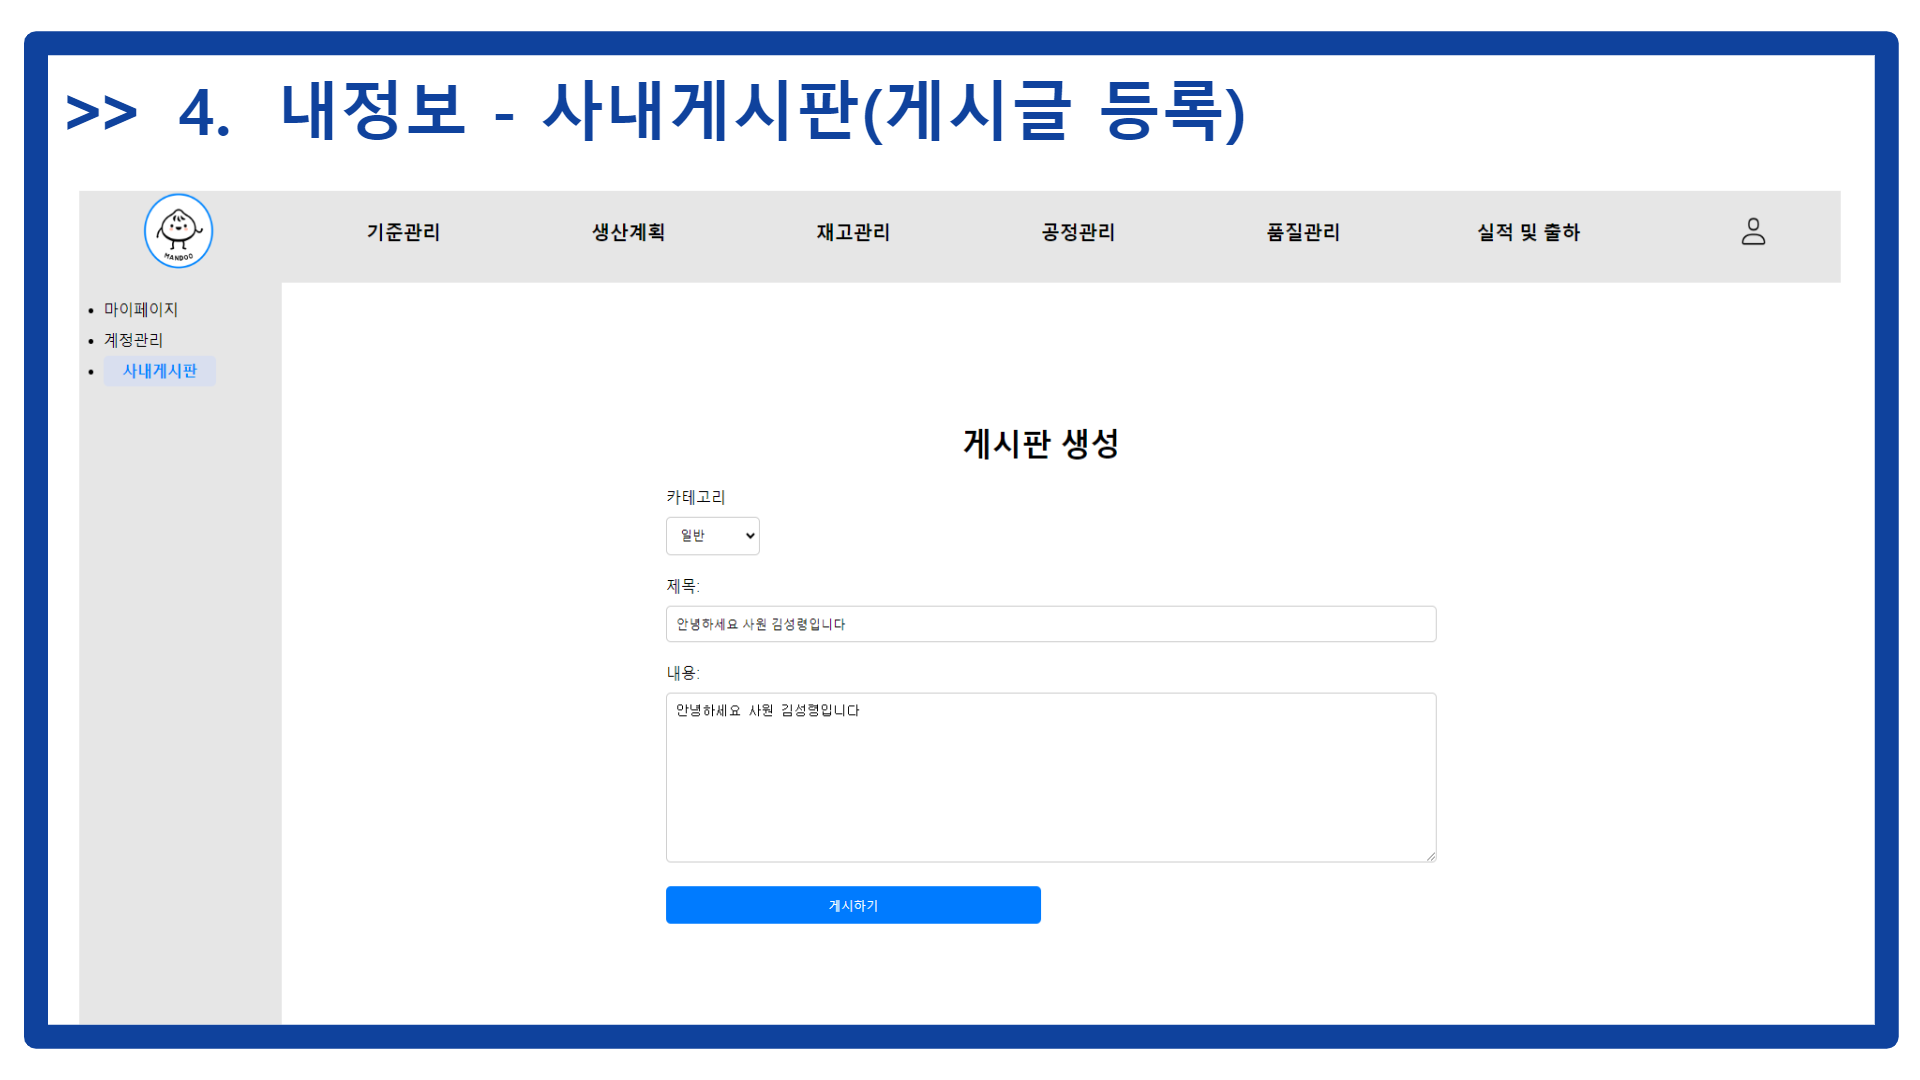 >> 4. 내정보 - 사내게시판(게시글 등록)
MANDOO
기준관리 생산계획 재고관리 공정관리 품질관리 실적 및 출하
마이페이지
계정관리
사내게시판
게시판 생성
카테고리
일반
제목:
안녕하세요 사원 김성령입니다
내용:
안녕하세요 사원 김성령입니다
게시하기